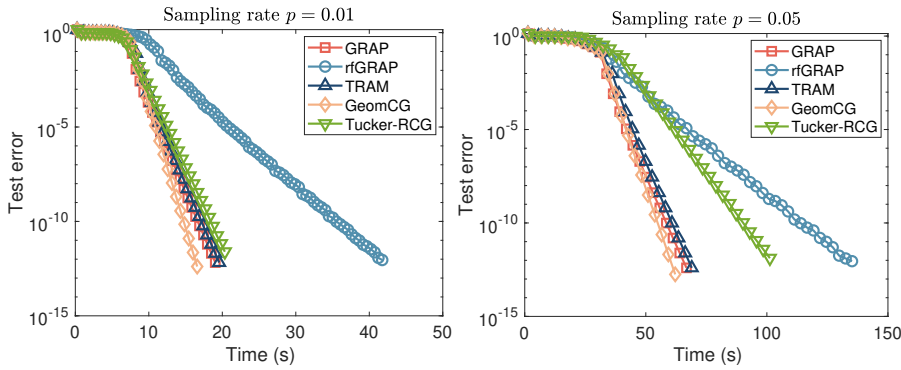 Sampling rate p = 0.01
Test error
10^0
10^-5
10^-10
10^-15
GRAP
rfGRAP
TRAM
GeomCG
Tucker-RCG
0 10 20 30 40 50
Time (s)
Sampling rate p = 0.05
Test error
10^0
10^-5
10^-10
10^-15
GRAP
rfGRAP
TRAM
GeomCG
Tucker-RCG
0 50 100 150
Time (s)